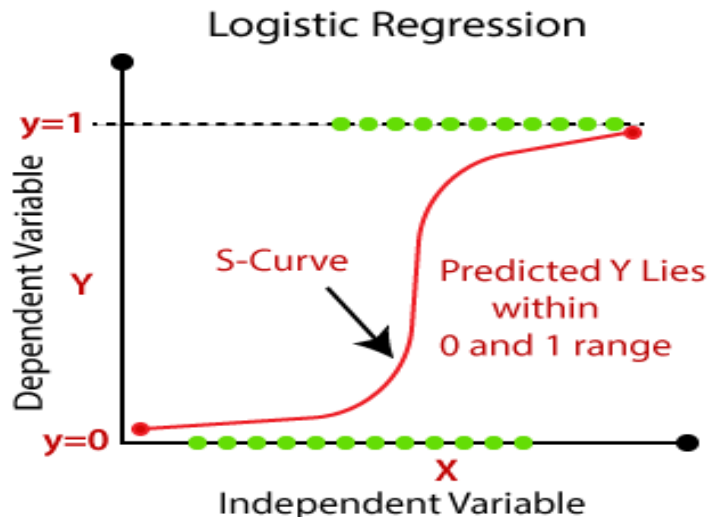 Logistic Regression
y=1
Dependent Variable
Y
S-Curve
Predicted Y Lies
within
0 and 1 range
y=0
X
Independent Variable